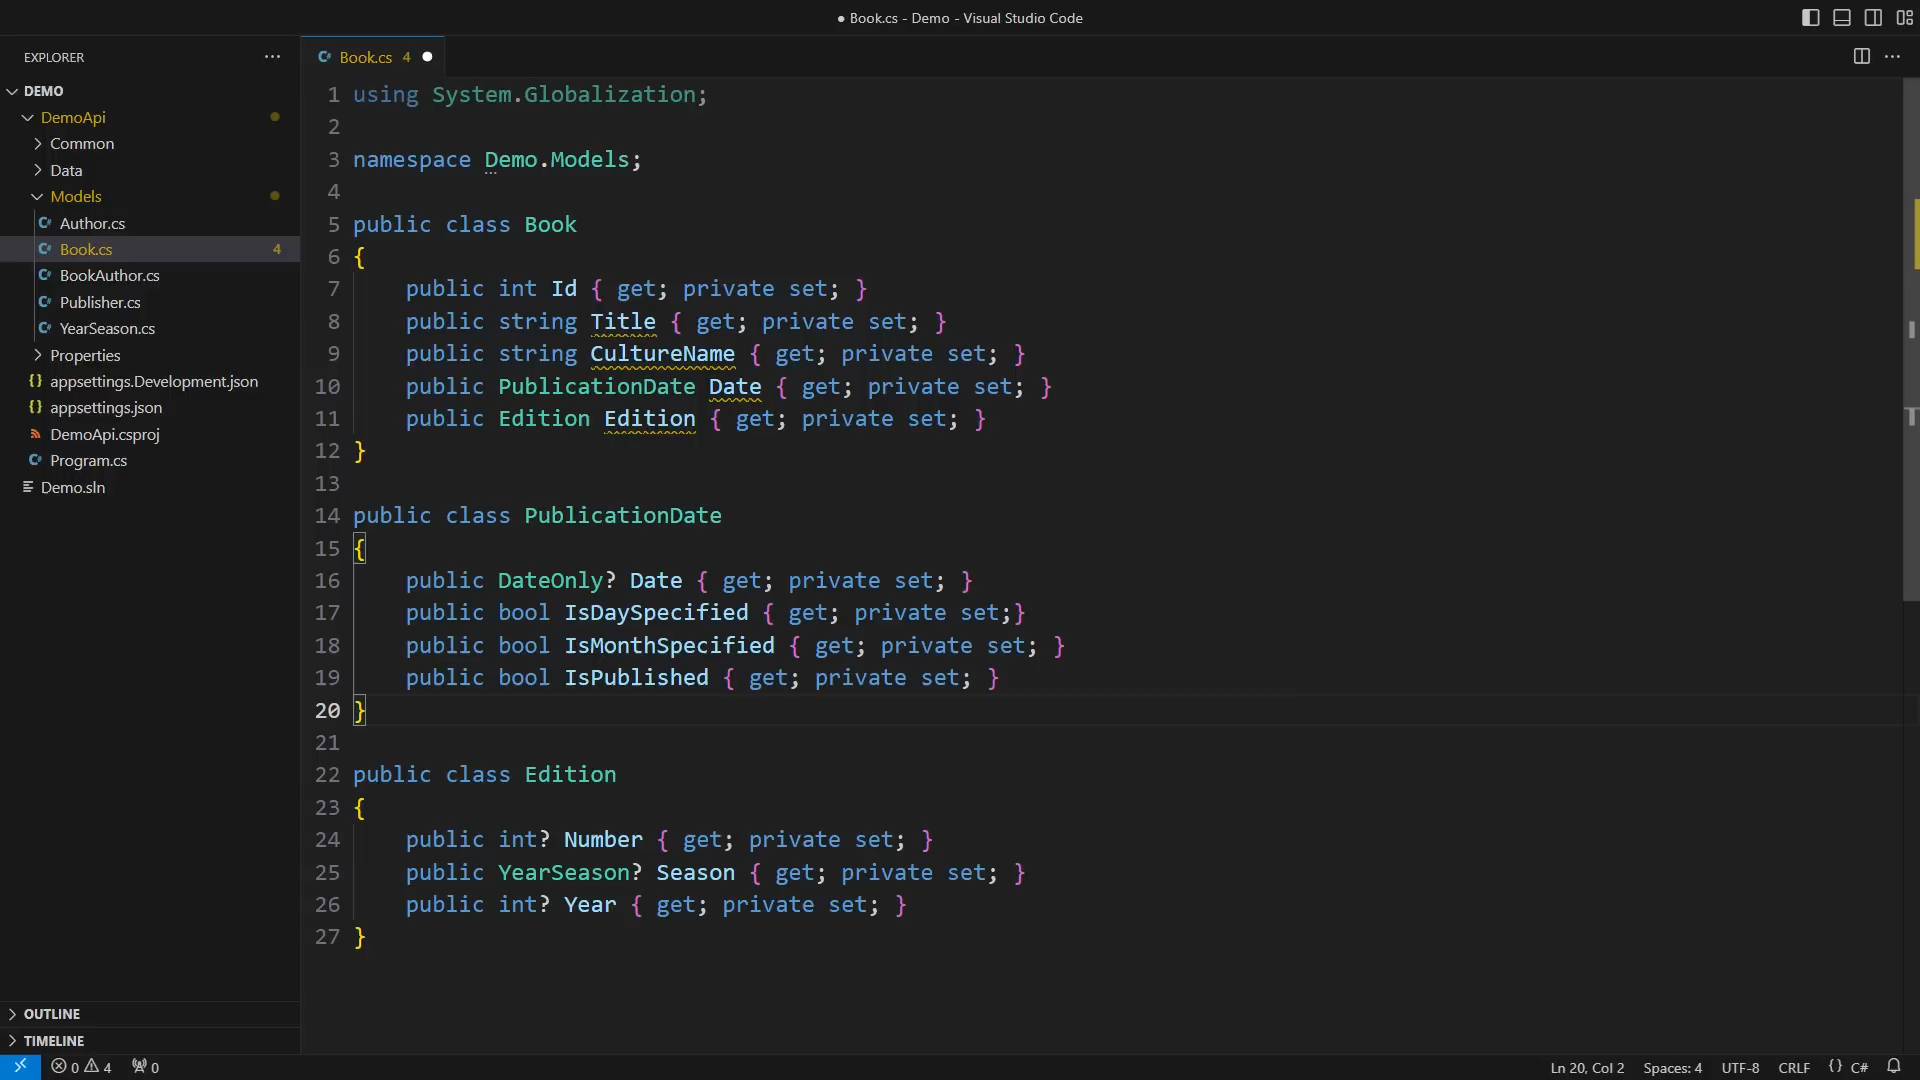 ● Book.cs - Demo - Visual Studio Code
EXPLORER
DEMO
DemoApi
Common
Data
Models
C# Author.cs
C# Book.cs 4
C# BookAuthor.cs
C# Publisher.cs
C# YearSeason.cs
Properties
{} appsettings.Development.json
{} appsettings.json
DemoApi.csproj
C# Program.cs
Demo.sln
OUTLINE
TIMELINE
C# Book.cs 4
1 using System.Globalization;
2
3 namespace Demo.Models;
4
5 public class Book
6 {
7 public int Id { get; private set; }
8 public string Title { get; private set; }
9 public string CultureName { get; private set; }
10 public PublicationDate Date { get; private set; }
11 public Edition Edition { get; private set; }
12 }
13
14 public class PublicationDate
15 {
16 public DateOnly? Date { get; private set; }
17 public bool IsDaySpecified { get; private set;}
18 public bool IsMonthSpecified { get; private set; }
19 public bool IsPublished { get; private set; }
20 }
21
22 public class Edition
23 {
24 public int? Number { get; private set; }
25 public YearSeason? Season { get; private set; }
26 public int? Year { get; private set; }
27 }
0 4 0 Ln 20, Col 2 Spaces: 4 UTF-8 CRLF {} C#